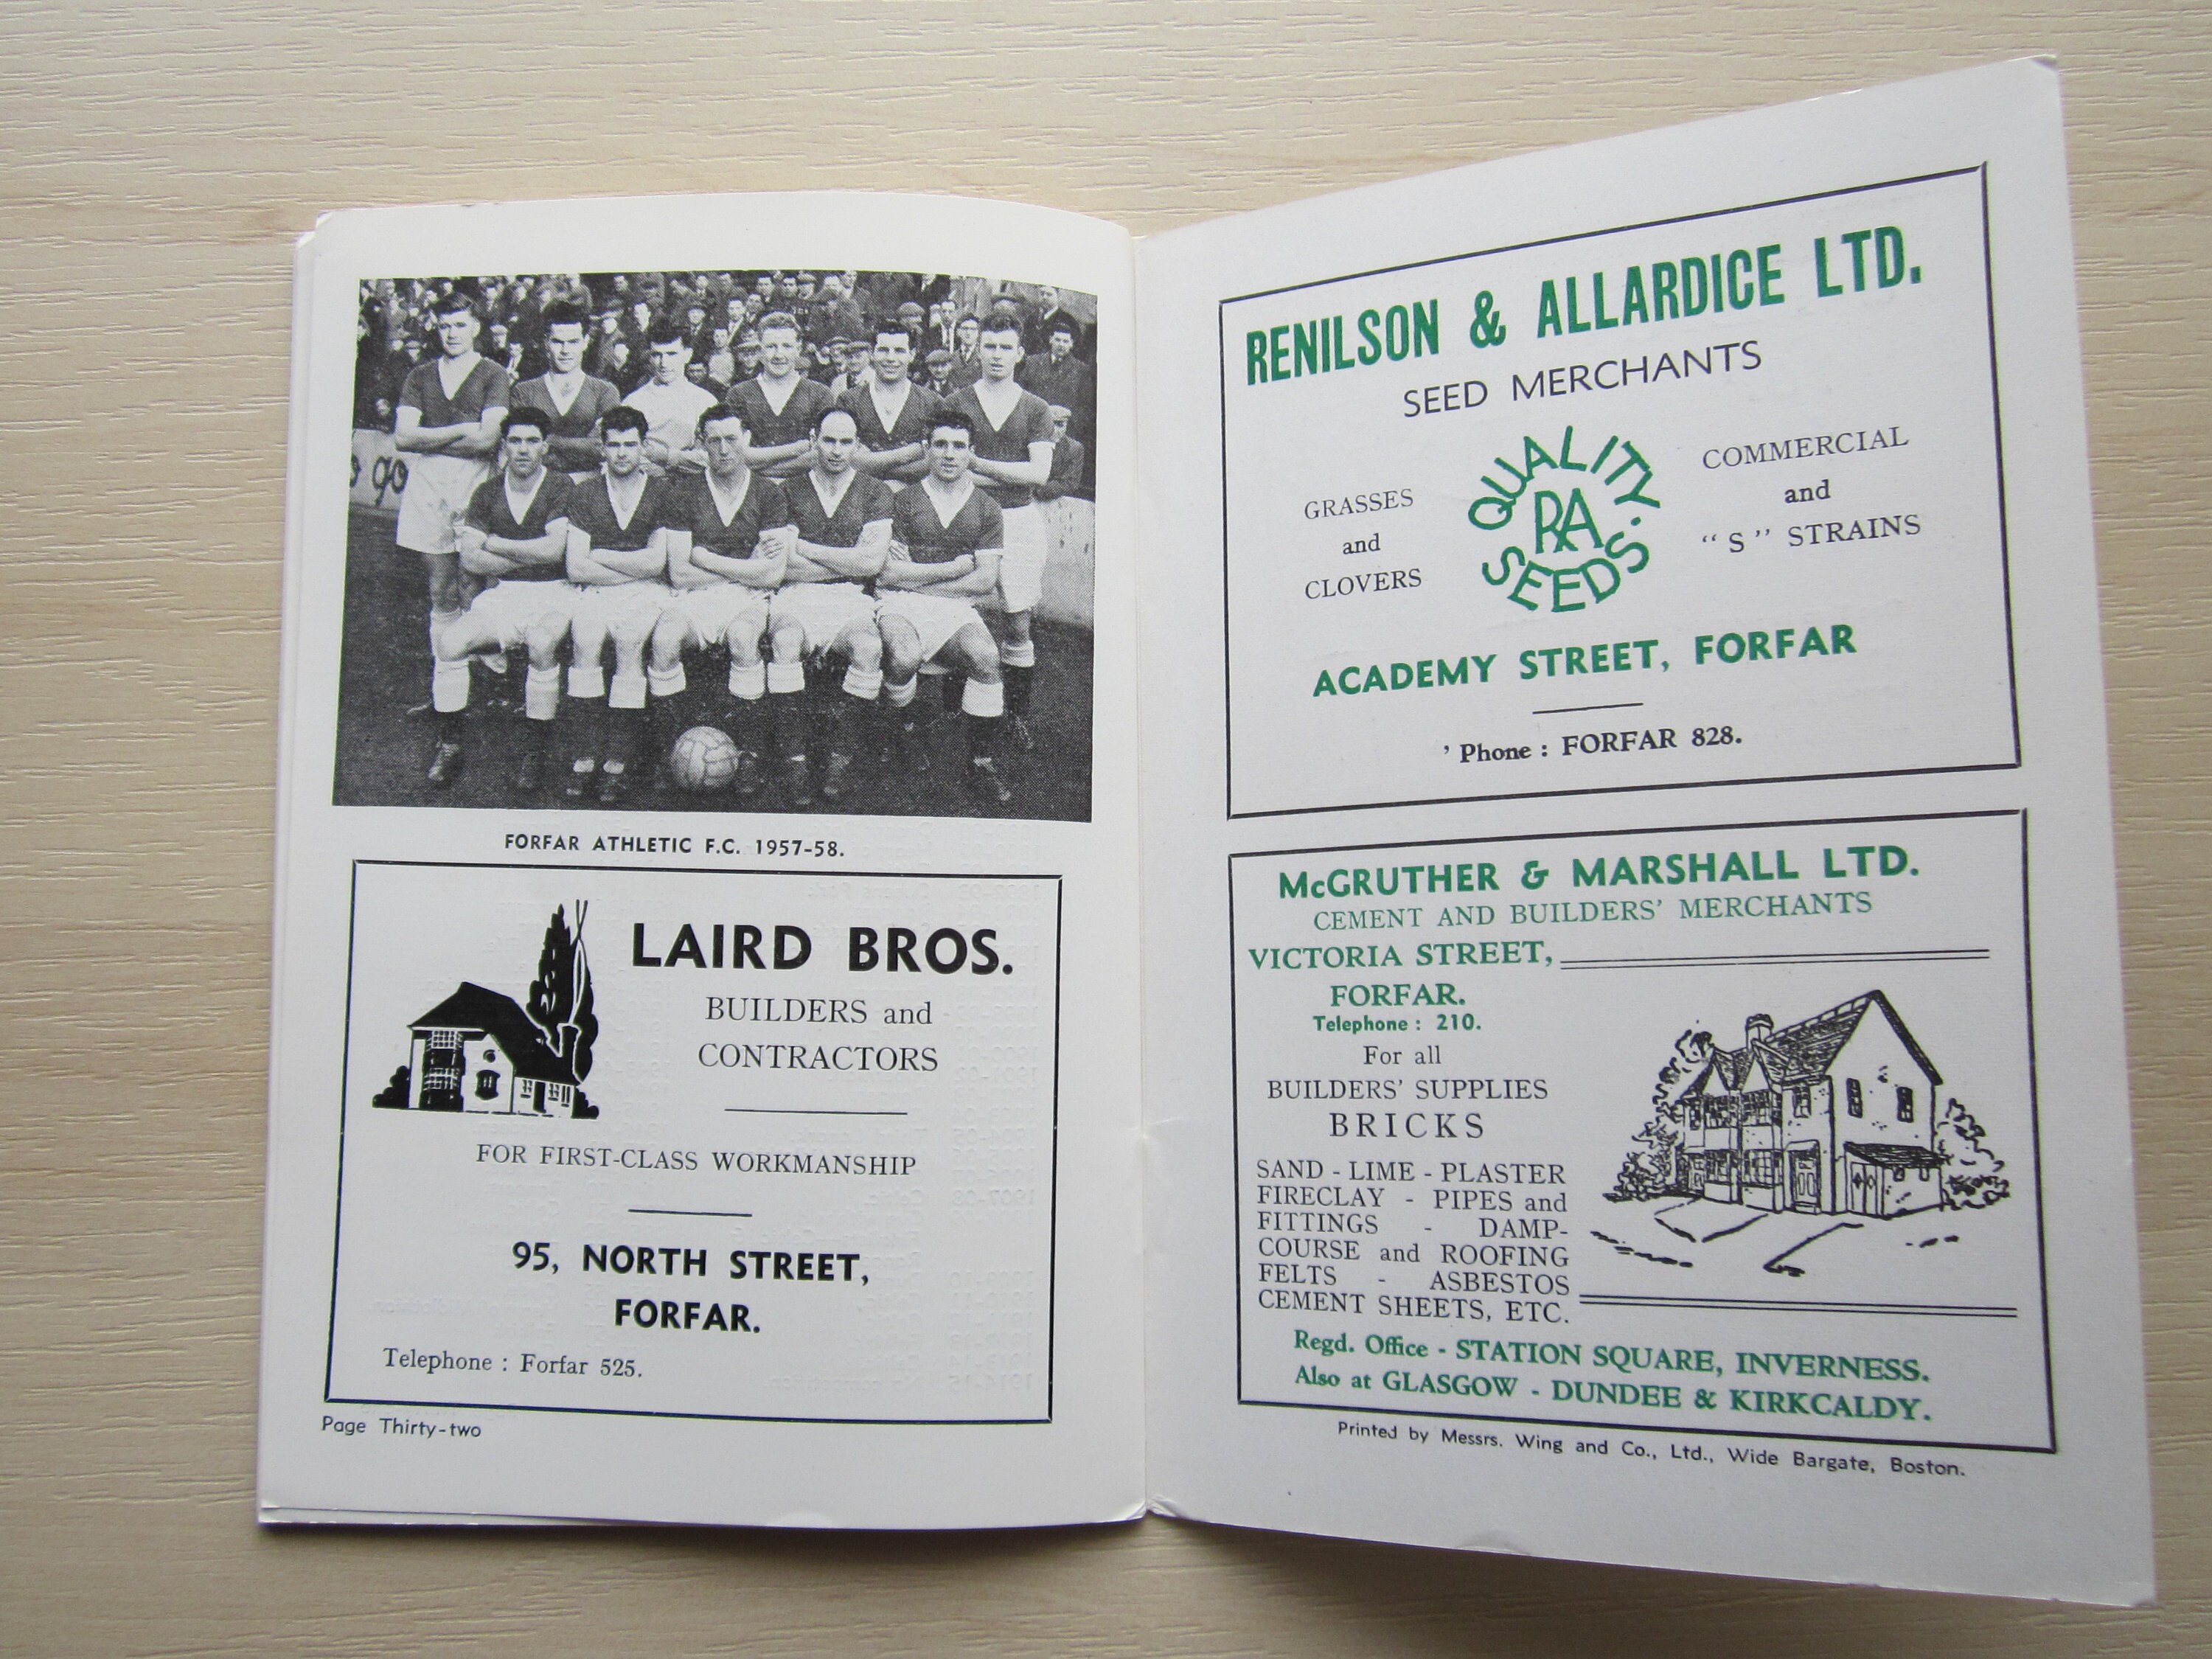 go
FORFAR ATHLETIC F.C. 1957-58.
LAIRD BROS.
BUILDERS and
CONTRACTORS
FOR FIRST-CLASS WORKMANSHIP
95, NORTH STREET,
FORFAR.
Telephone : Forfar 525.
Page Thirty-two
RENILSON & ALLARDICE LTD.
SEED MERCHANTS
GRASSES
and
CLOVERS
QUALITY
RA
SEEDS.
COMMERCIAL
and
"S" STRAINS
ACADEMY STREET, FORFAR
'Phone : FORFAR 828.
McGRUTHER & MARSHALL LTD.
CEMENT AND BUILDERS' MERCHANTS
VICTORIA STREET,
FORFAR.
Telephone : 210.
For all
BUILDERS' SUPPLIES
BRICKS
SAND - LIME - PLASTER
FIRECLAY - PIPES and
FITTINGS - DAMP-
COURSE and ROOFING
FELTS - ASBESTOS
CEMENT SHEETS, ETC.
Regd. Office - STATION SQUARE, INVERNESS.
Also at GLASGOW - DUNDEE & KIRKCALDY.
Printed by Messrs. Wing and Co., Ltd., Wide Bargate, Boston.